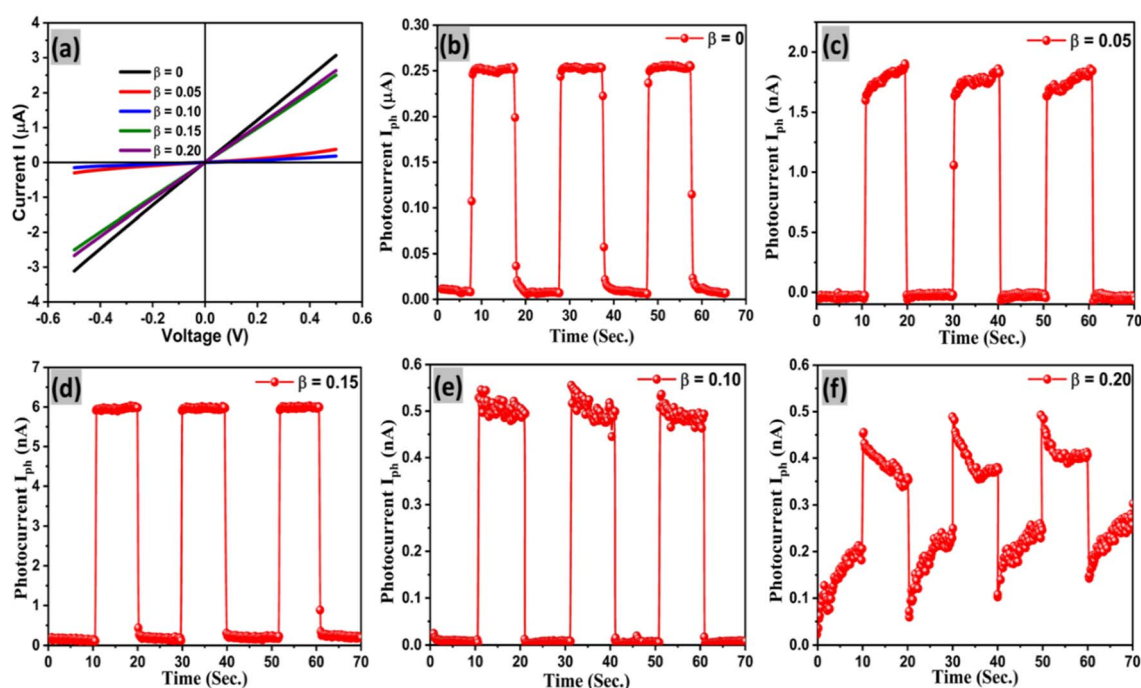 (a)
β = 0
β = 0.05
β = 0.10
β = 0.15
β = 0.20
4
3
2
1
0
-1
-2
-3
-4
Current I (μA)
-0.6 -0.4 -0.2 0.0 0.2 0.4 0.6
Voltage (V)
(b)
β = 0
0.30
0.25
0.20
0.15
0.10
0.05
0.00
Photocurrent Iph (μA)
0 10 20 30 40 50 60 70
Time (Sec.)
(c)
β = 0.05
2.0
1.5
1.0
0.5
0.0
Photocurrent Iph (nA)
0 10 20 30 40 50 60 70
Time (Sec.)
(d)
β = 0.15
7
6
5
4
3
2
1
0
Photocurrent Iph (nA)
0 10 20 30 40 50 60 70
Time (Sec.)
(e)
β = 0.10
0.6
0.5
0.4
0.3
0.2
0.1
0.0
Photocurrent Iph (nA)
0 10 20 30 40 50 60 70
Time (Sec.)
(f)
β = 0.20
0.6
0.5
0.4
0.3
0.2
0.1
0.0
Photocurrent Iph (nA)
0 10 20 30 40 50 60 70
Time (Sec.)